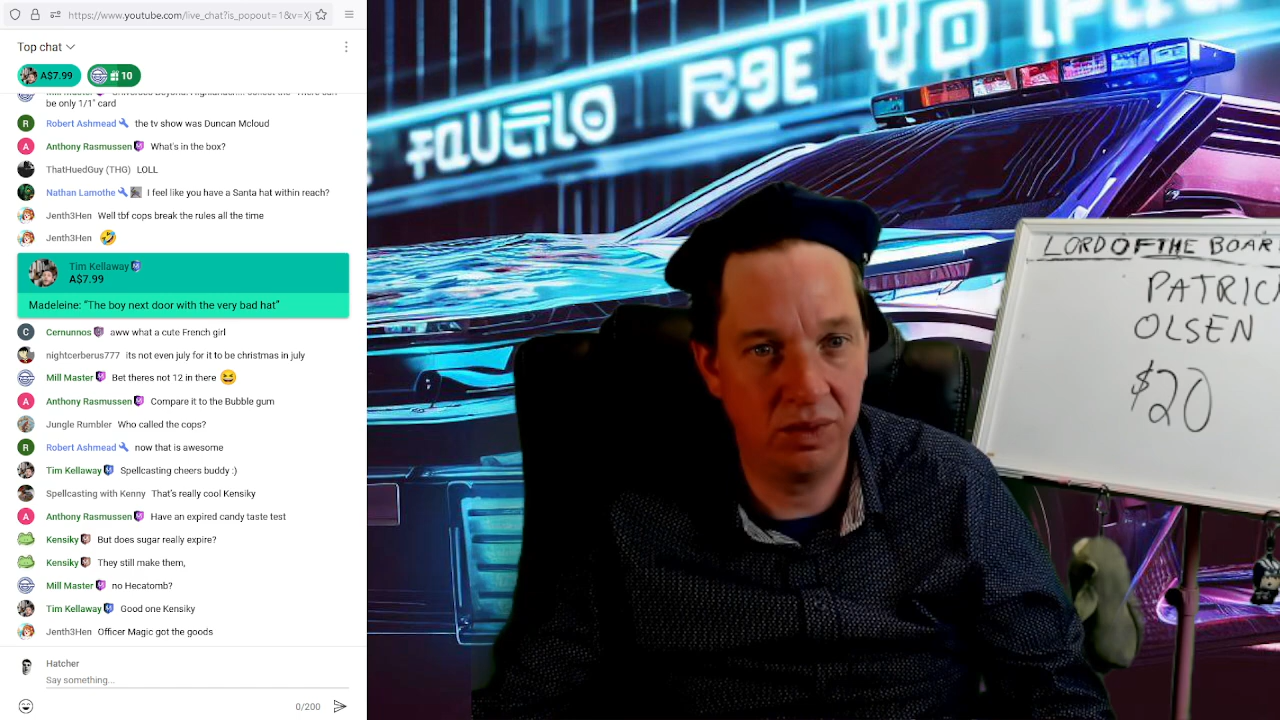 https://www.youtube.com/live_chat?is_popout=1&v=Xj
Top chat
A$7.99
10
be only 1/1" card
Robert Ashmead the tv show was Duncan Mcloud
Anthony Rasmussen What's in the box?
ThatHuedGuy (THG) LOLL
Nathan Lamothe I feel like you have a Santa hat within reach?
Jenth3Hen Well tbf cops break the rules all the time
Jenth3Hen 🤣
Tim Kellaway
A$7.99
Madeleine: "The boy next door with the very bad hat"
Cernunnos aww what a cute French girl
nightcerberus777 its not even july for it to be christmas in july
Mill Master Bet theres not 12 in there 😆
Anthony Rasmussen Compare it to the Bubble gum
Jungle Rumbler Who called the cops?
Robert Ashmead now that is awesome
Tim Kellaway Spellcasting cheers buddy :)
Spellcasting with Kenny That's really cool Kensiky
Anthony Rasmussen Have an expired candy taste test
Kensiky But does sugar really expire?
Kensiky They still make them,
Mill Master no Hecatomb?
Tim Kellaway Good one Kensiky
Jenth3Hen Officer Magic got the goods
Hatcher
Say something...
0/200
LORD OF THE BOAR
PATRIC
OLSEN
$20